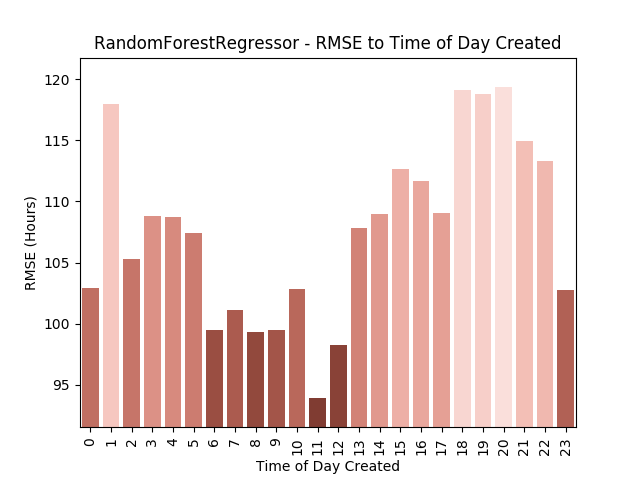 RandomForestRegressor - RMSE to Time of Day Created
120
115
110
105
100
95
RMSE (Hours)
0 1 2 3 4 5 6 7 8 9 10 11 12 13 14 15 16 17 18 19 20 21 22 23
Time of Day Created